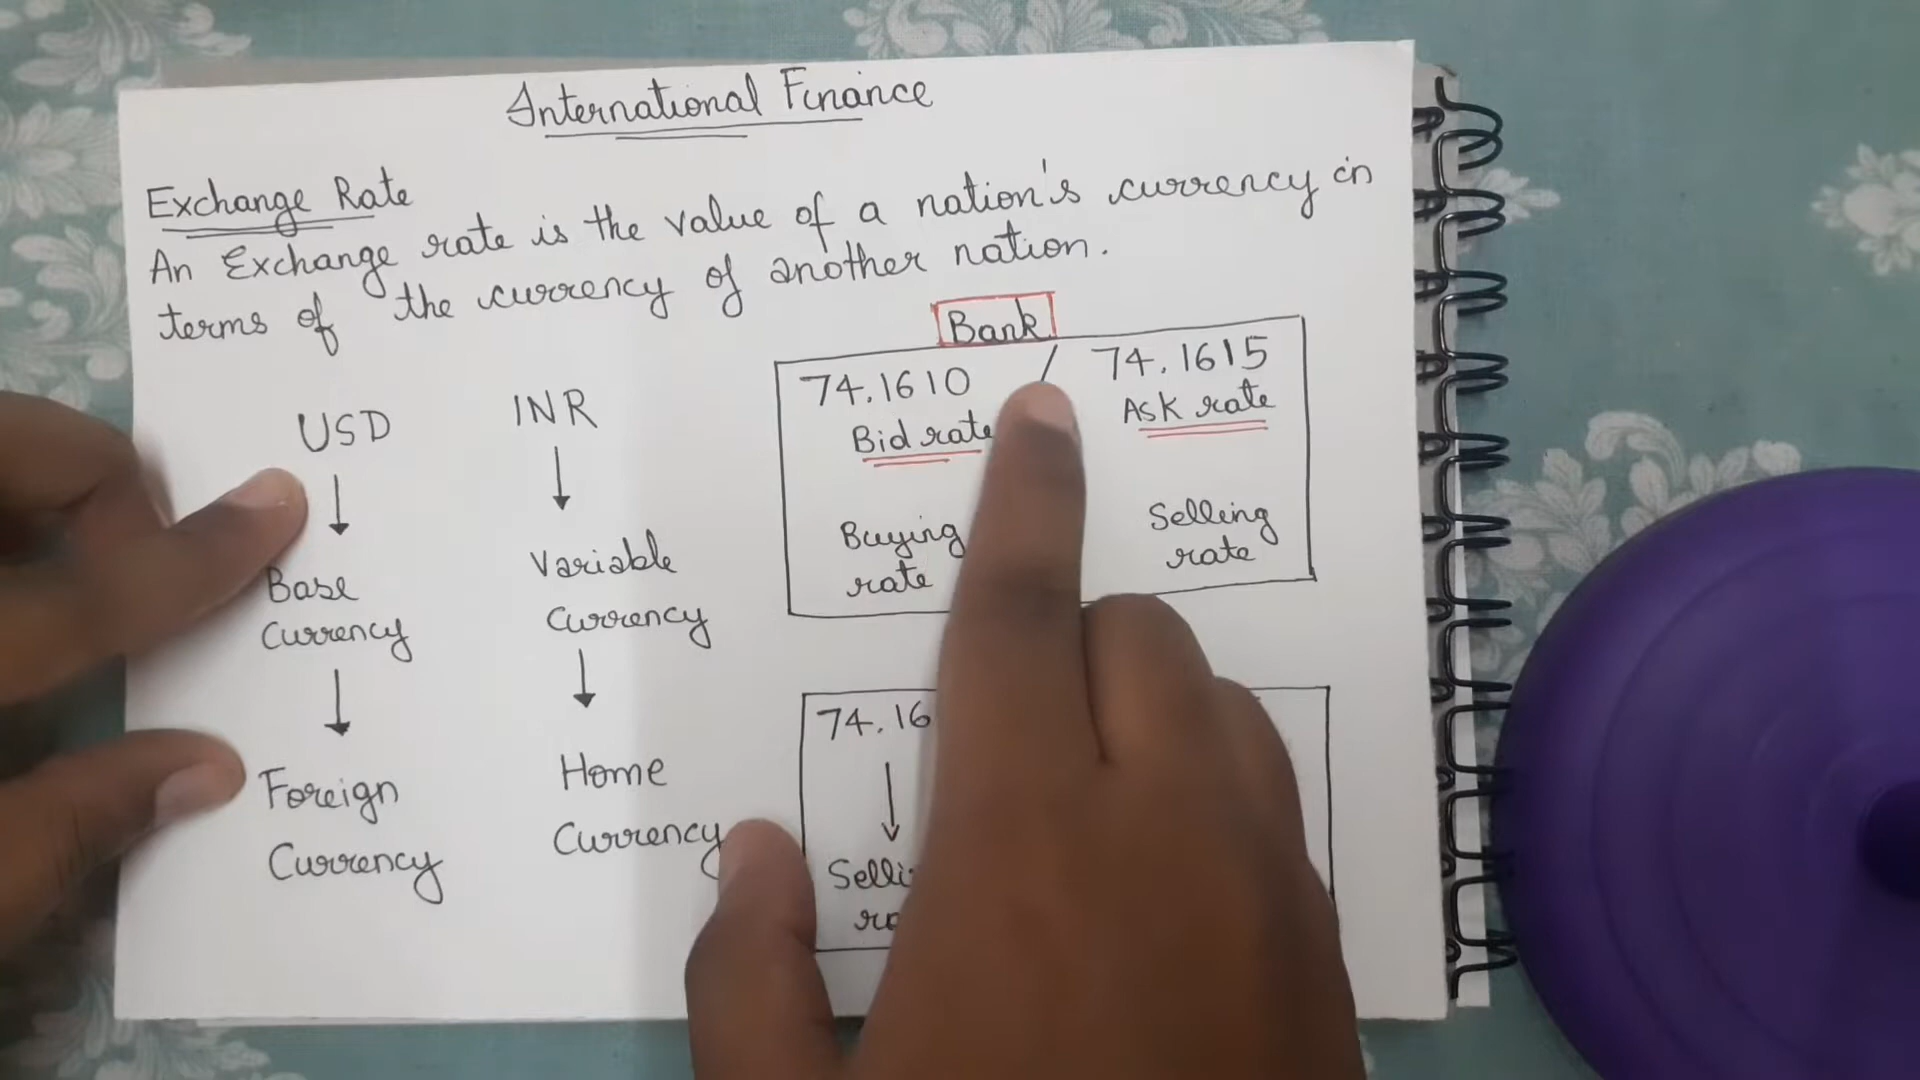 International Finance
Exchange Rate
An Exchange rate is the value of a nation's currency in
terms of the currency of another nation.
USD
↓
Base
Currency
↓
Foreign
Currency
INR
↓
Variable
Currency
↓
Home
Currency
Bank
74.1610 / 74.1615
Bid rate
Ask rate
Buying
rate
Selling
rate
74.16
↓